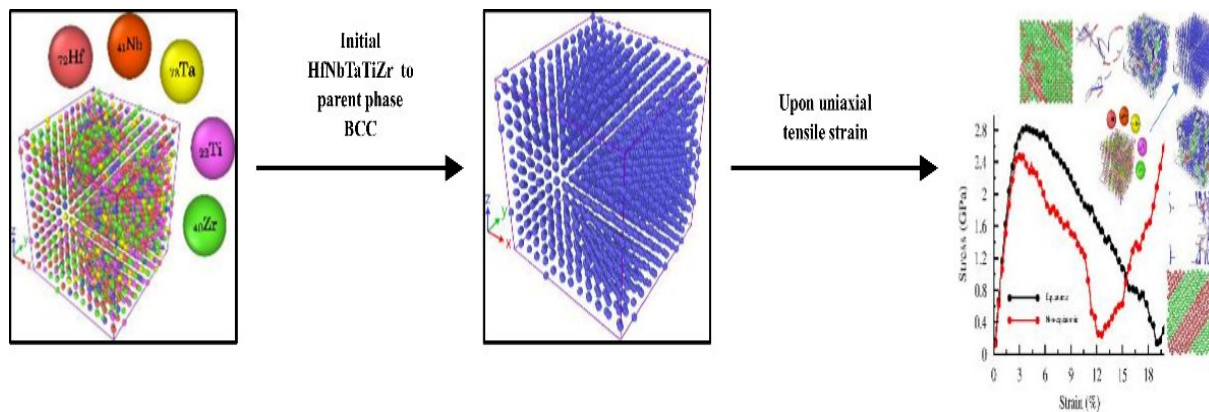 72Hf
41Nb
73Ta
22Ti
40Zr
z
y
x
Initial
HfNbTaTiZr to
parent phase
BCC
z
y
x
Upon uniaxial
tensile strain
Stress (GPa)
2.8
2.4
2
1.6
1.2
0.8
0.4
0
0 3 6 9 12 15 18
Strain (%)